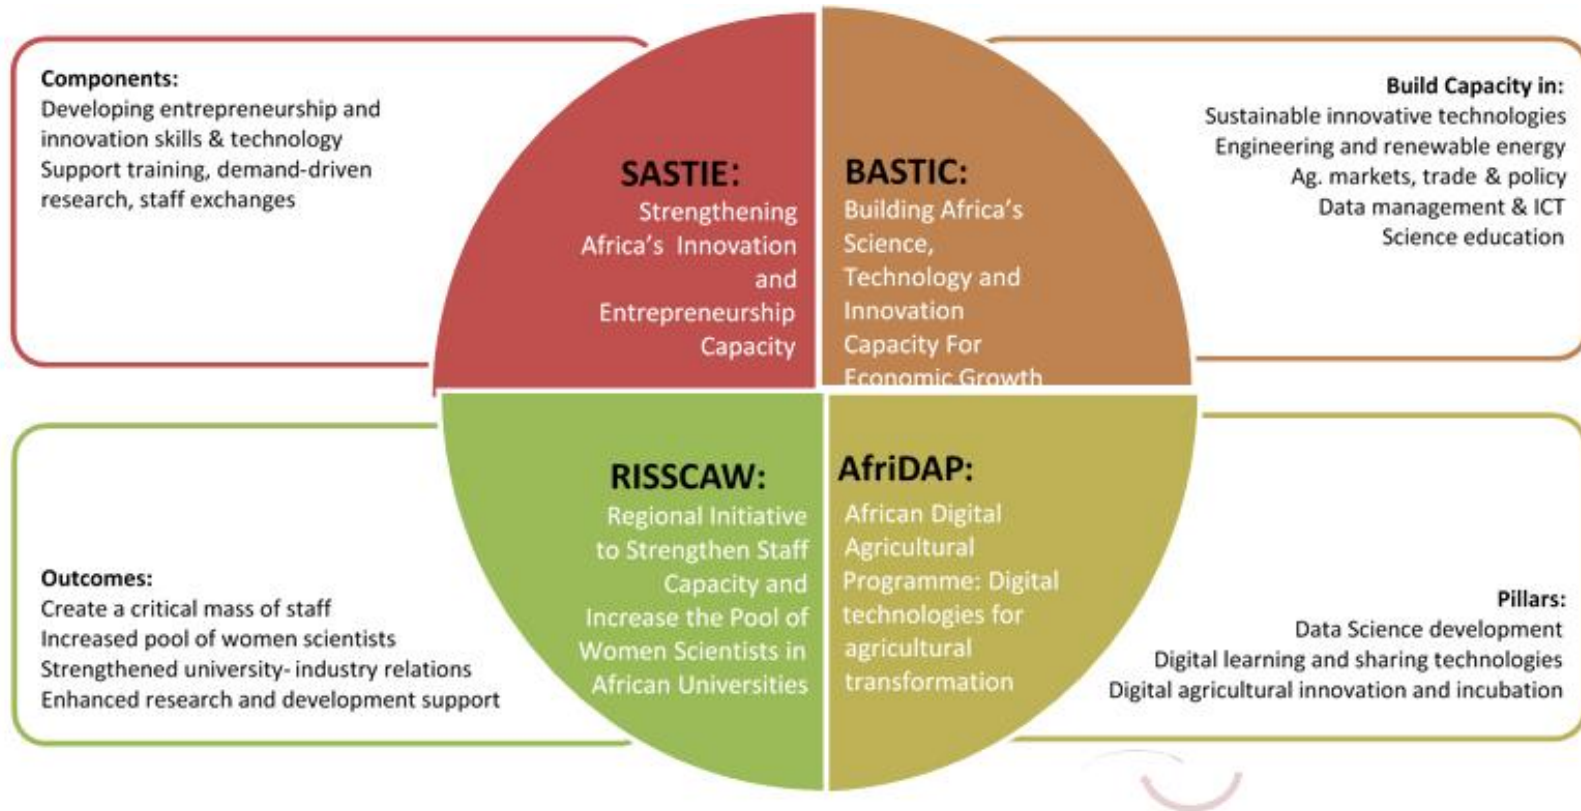 Components:
Developing entrepreneurship and
innovation skills & technology
Support training, demand-driven
research, staff exchanges
SASTIE:
Strengthening
Africa's Innovation
and
Entrepreneurship
Capacity
BASTIC:
Building Africa's
Science,
Technology and
Innovation
Capacity For
Economic Growth
Build Capacity in:
Sustainable innovative technologies
Engineering and renewable energy
Ag. markets, trade & policy
Data management & ICT
Science education
Outcomes:
Create a critical mass of staff
Increased pool of women scientists
Strengthened university- industry relations
Enhanced research and development support
RISSCAW:
Regional Initiative
to Strengthen Staff
Capacity and
Increase the Pool of
Women Scientists in
African Universities
AfriDAP:
African Digital
Agricultural
Programme: Digital
technologies for
agricultural
transformation
Pillars:
Data Science development
Digital learning and sharing technologies
Digital agricultural innovation and incubation